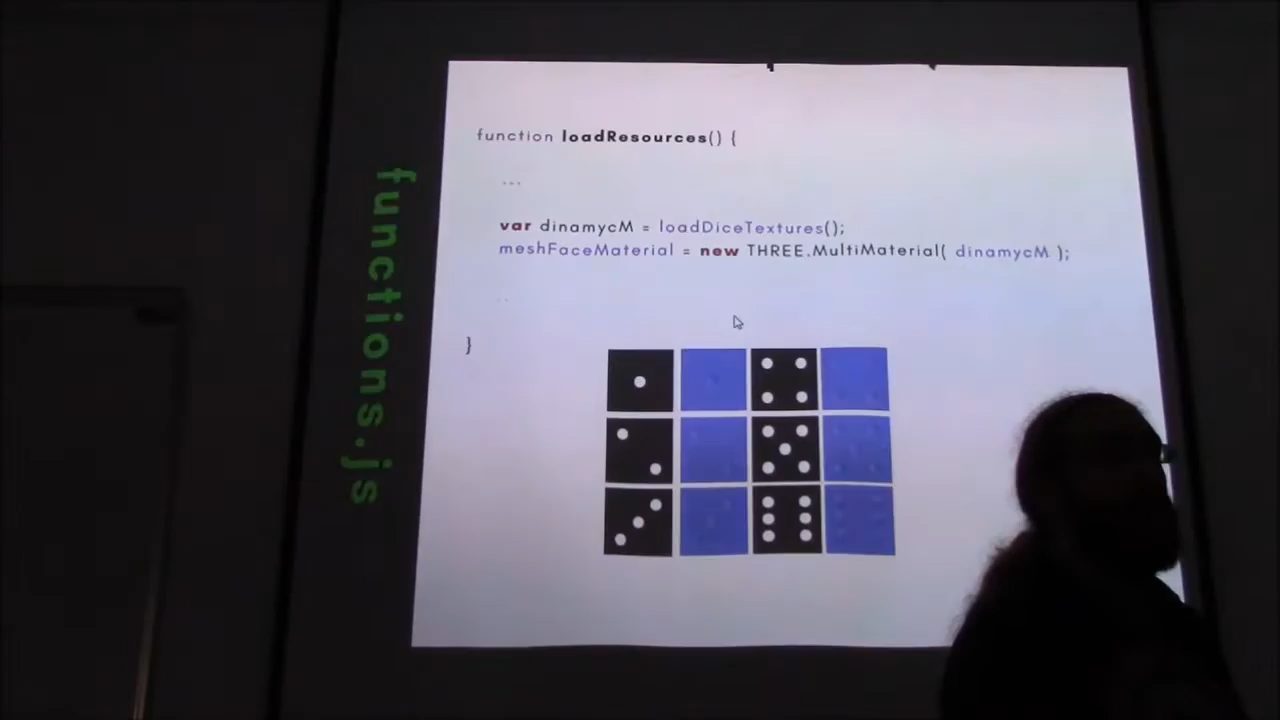 functions.js
function loadResources() {
...
var dinamycM = loadDiceTextures();
meshFaceMaterial = new THREE.MultiMaterial( dinamycM );
..
}